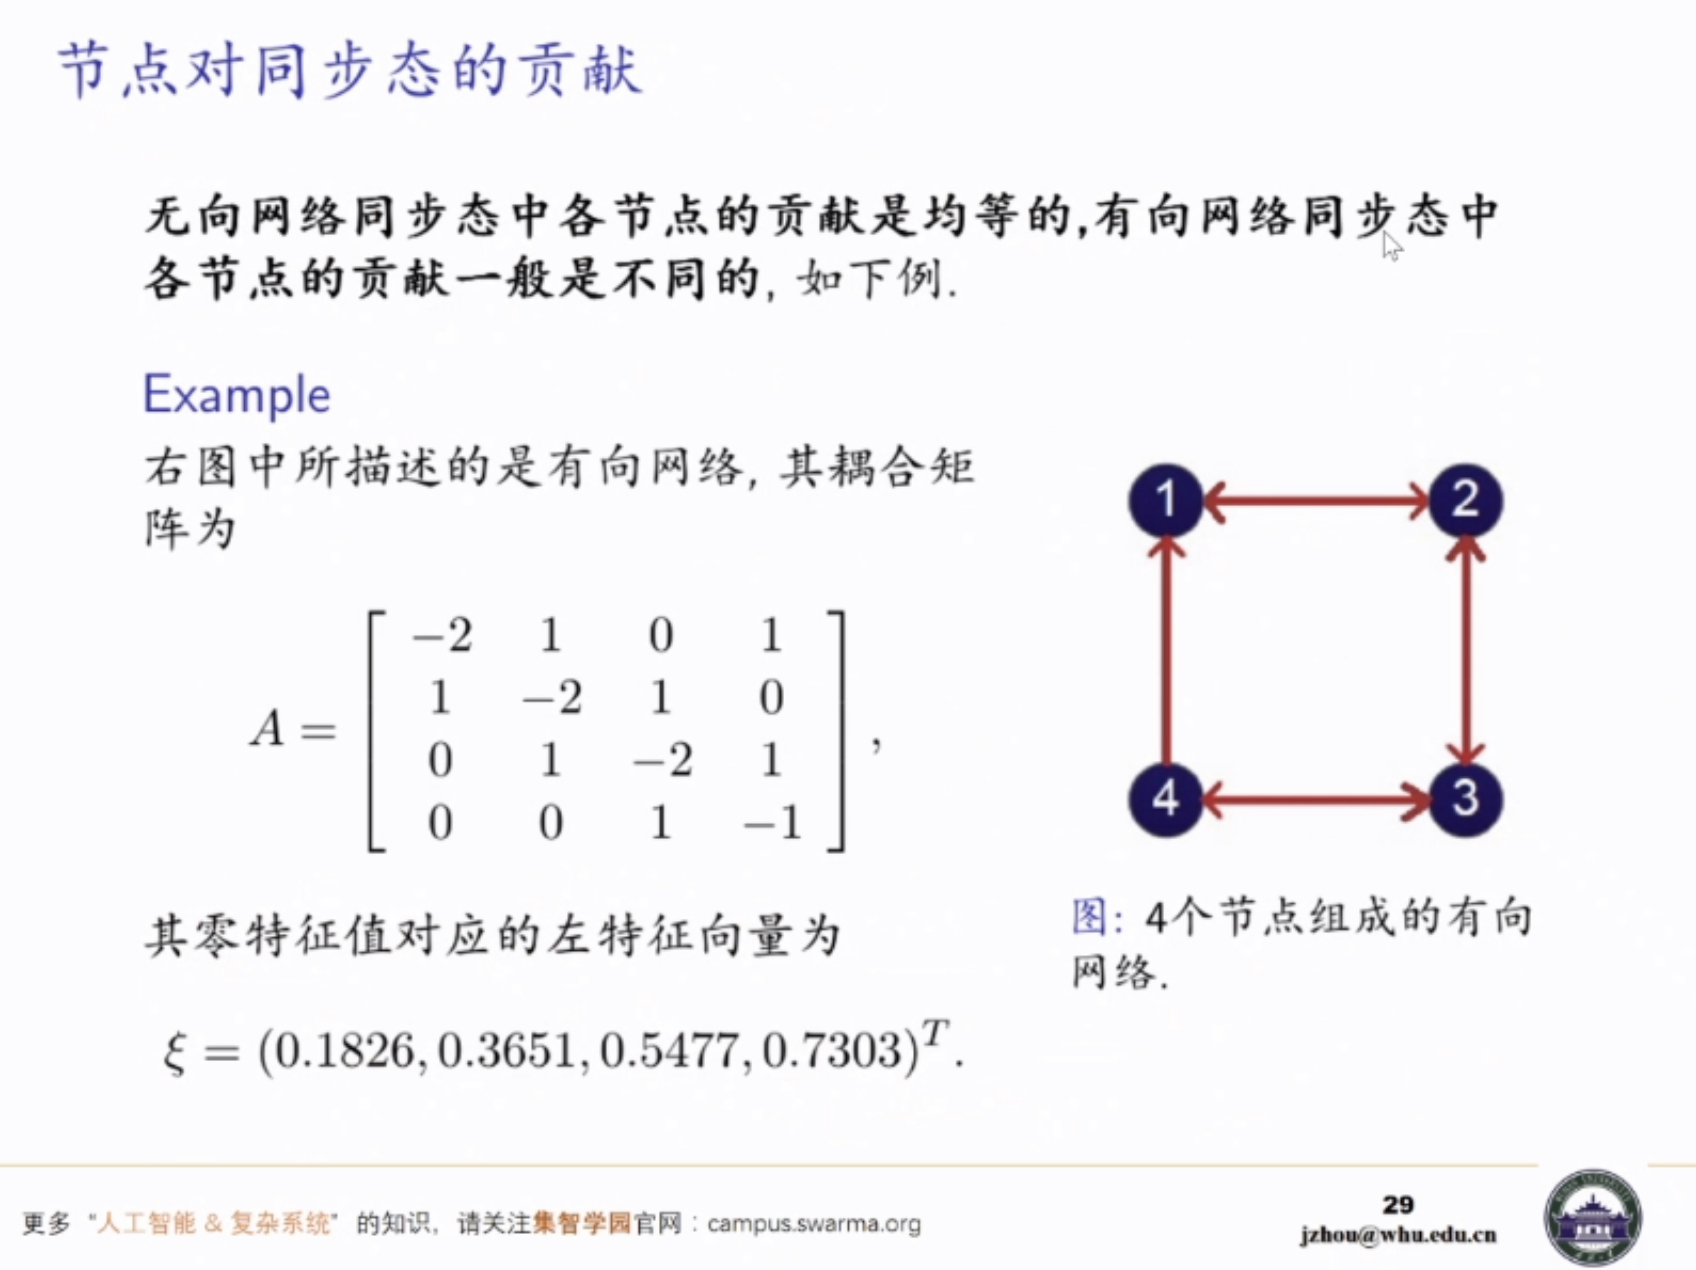 节点对同步态的贡献
无向网络同步态中各节点的贡献是均等的,有向网络同步态中
各节点的贡献一般是不同的, 如下例.
Example
右图中所描述的是有向网络, 其耦合矩
阵为
A = [ −2 1 0 1
1 −2 1 0
0 1 −2 1
0 0 1 −1 ] ,
其零特征值对应的左特征向量为
ξ = (0.1826, 0.3651, 0.5477, 0.7303)^T .
1 2
4 3
图: 4个节点组成的有向
网络.
更多 “人工智能 & 复杂系统” 的知识, 请关注集智学园官网:campus.swarma.org
29
jzhou@whu.edu.cn